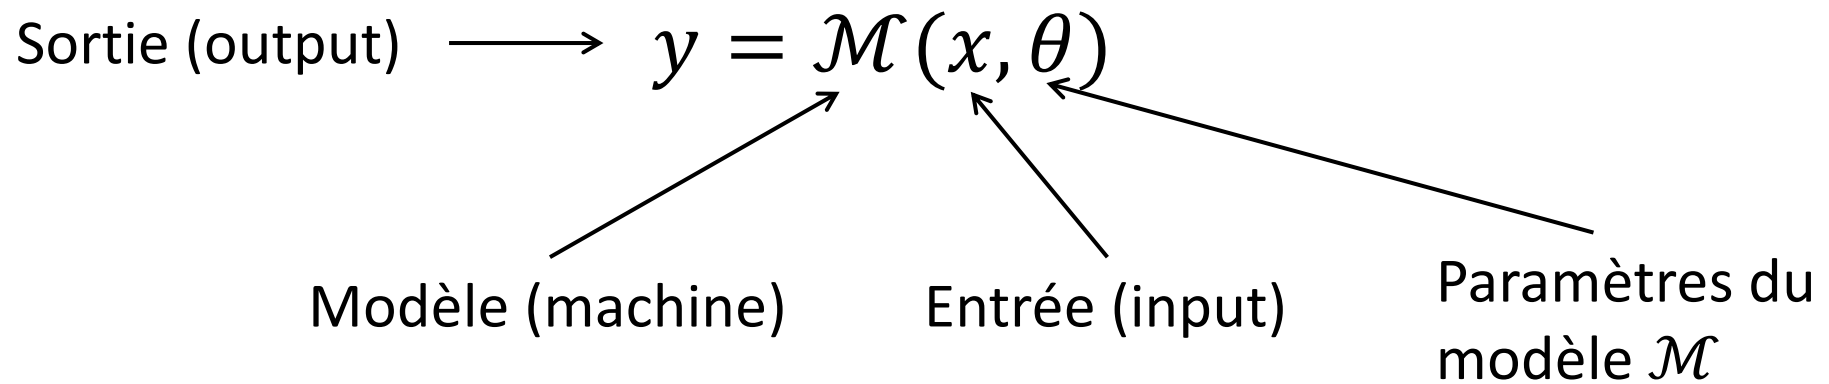 Sortie (output) 𝑦 = ℳ(𝑥, 𝜃)
Modèle (machine)
Entrée (input)
Paramètres du
modèle ℳ